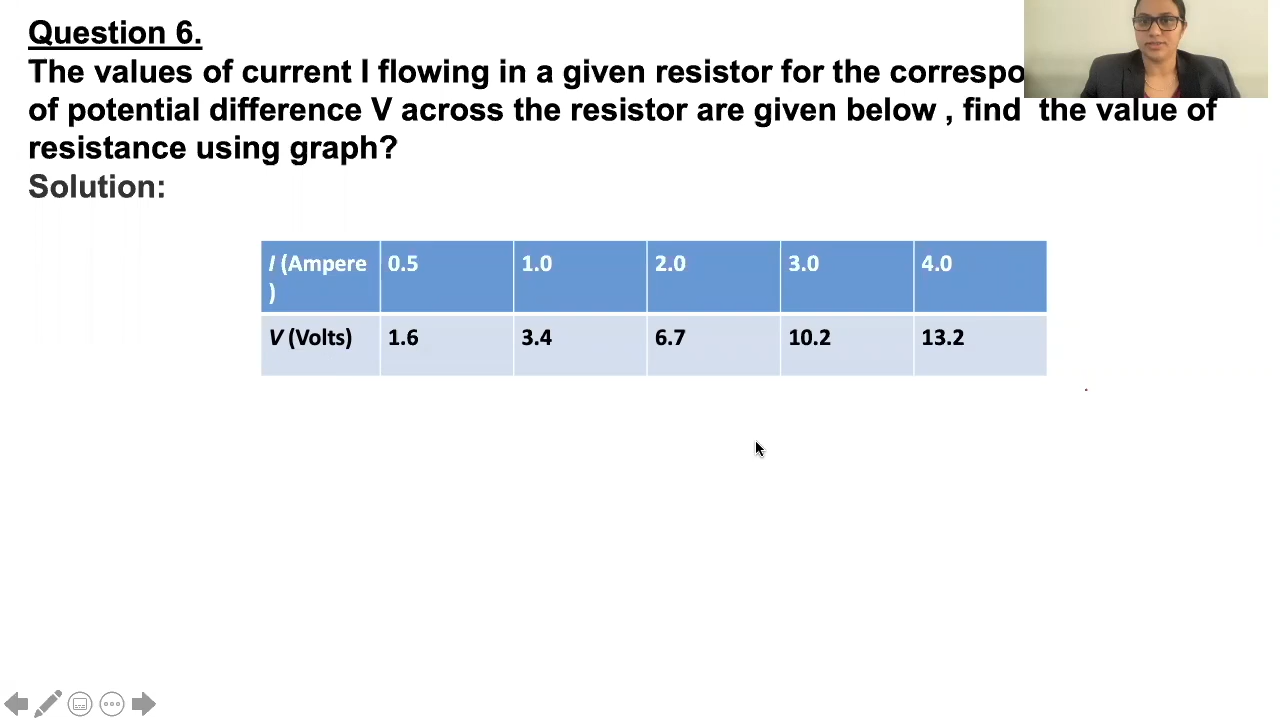 Question 6.
The values of current I flowing in a given resistor for the
of potential difference V across the resistor are given below , find the value of
resistance using graph?
Solution:
I (Ampere 0.5 1.0 2.0 3.0 4.0
)
V (Volts) 1.6 3.4 6.7 10.2 13.2